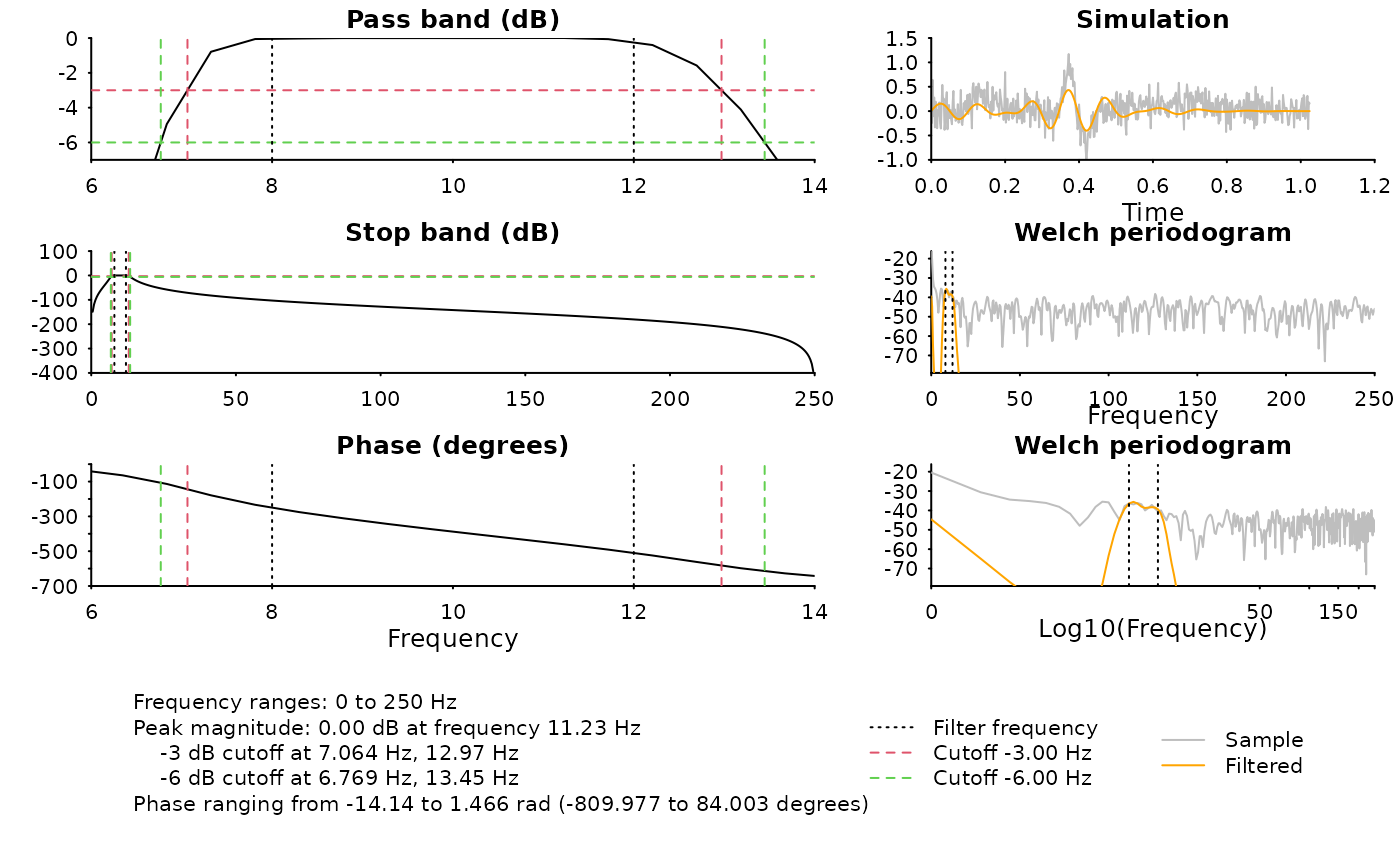 Pass band (dB)
0
-2
-4
-6
6 8 10 12 14
Simulation
1.5
1.0
0.5
0.0
-0.5
-1.0
0.0 0.2 0.4 0.6 0.8 1.0 1.2
Time
Stop band (dB)
100
0
-100
-200
-300
-400
0 50 100 150 200 250
Welch periodogram
-20
-30
-40
-50
-60
-70
0 50 100 150 200 250
Frequency
Phase (degrees)
-100
-300
-500
-700
6 8 10 12 14
Frequency
Welch periodogram
-20
-30
-40
-50
-60
-70
0 50 150
Log10(Frequency)
Frequency ranges: 0 to 250 Hz
Peak magnitude: 0.00 dB at frequency 11.23 Hz
-3 dB cutoff at 7.064 Hz, 12.97 Hz
-6 dB cutoff at 6.769 Hz, 13.45 Hz
Phase ranging from -14.14 to 1.466 rad (-809.977 to 84.003 degrees)
Filter frequency
Cutoff -3.00 Hz
Cutoff -6.00 Hz
Sample
Filtered